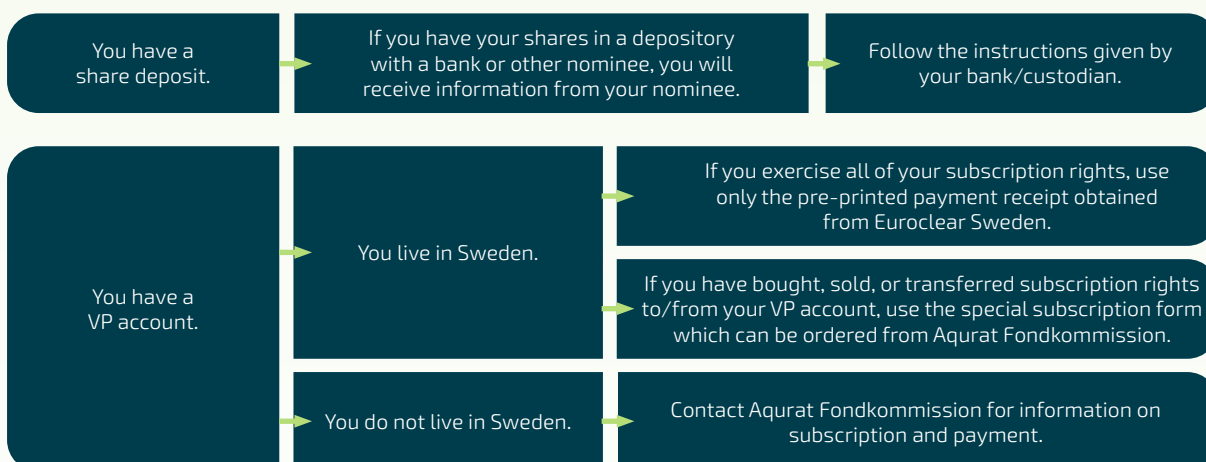 You have a
share deposit.
If you have your shares in a depository
with a bank or other nominee, you will
receive information from your nominee.
Follow the instructions given by
your bank/custodian.
You have a
VP account.
You live in Sweden.
If you exercise all of your subscription rights, use
only the pre-printed payment receipt obtained
from Euroclear Sweden.
If you have bought, sold, or transferred subscription rights
to/from your VP account, use the special subscription form
which can be ordered from Aqurat Fondkommission.
You do not live in Sweden.
Contact Aqurat Fondkommission for information on
subscription and payment.